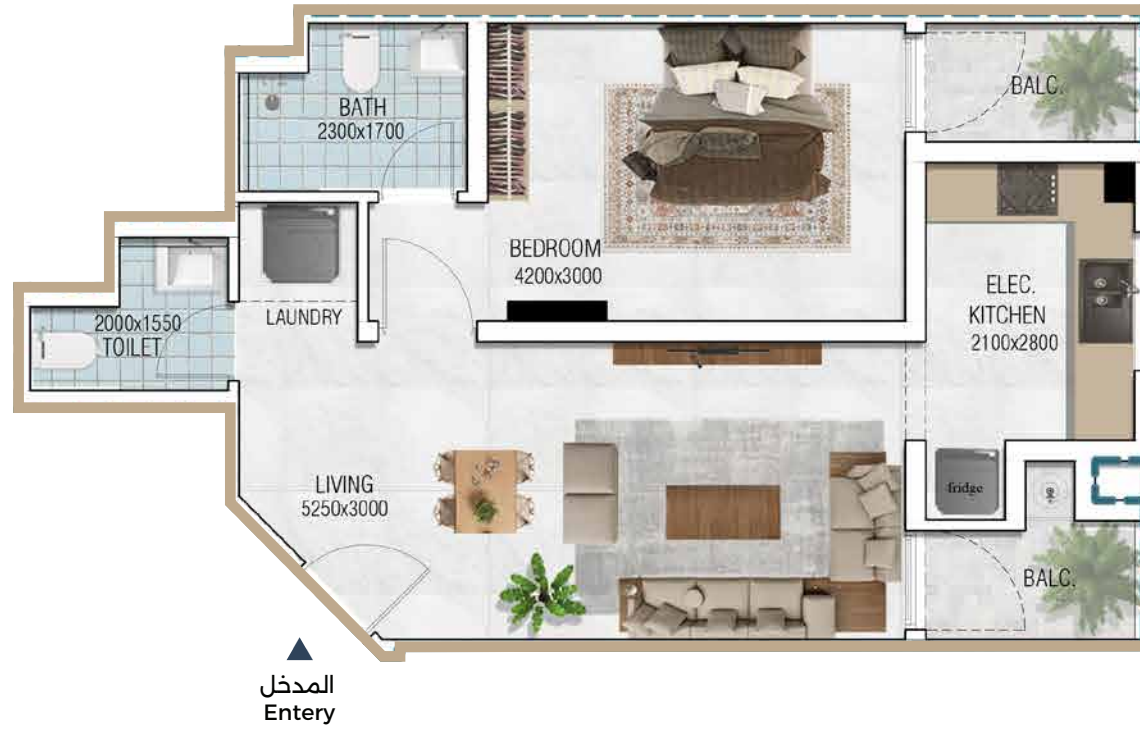 BATH
2300x1700
BALC.
BEDROOM
4200x3000
ELEC.
KITCHEN
2100x2800
LAUNDRY
2000x1550
TOILET
LIVING
5250x3000
fridge
BALC.
المدخل
Entery